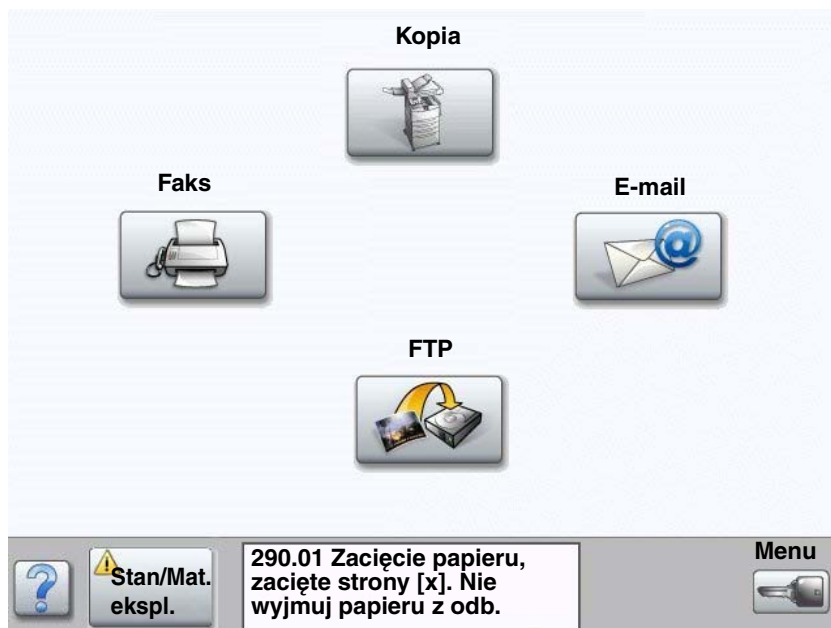 Kopia
Faks
E-mail
FTP
Stan/Mat.
ekspl.
290.01 Zacięcie papieru,
zacięte strony [x]. Nie
wyjmuj papieru z odb.
Menu